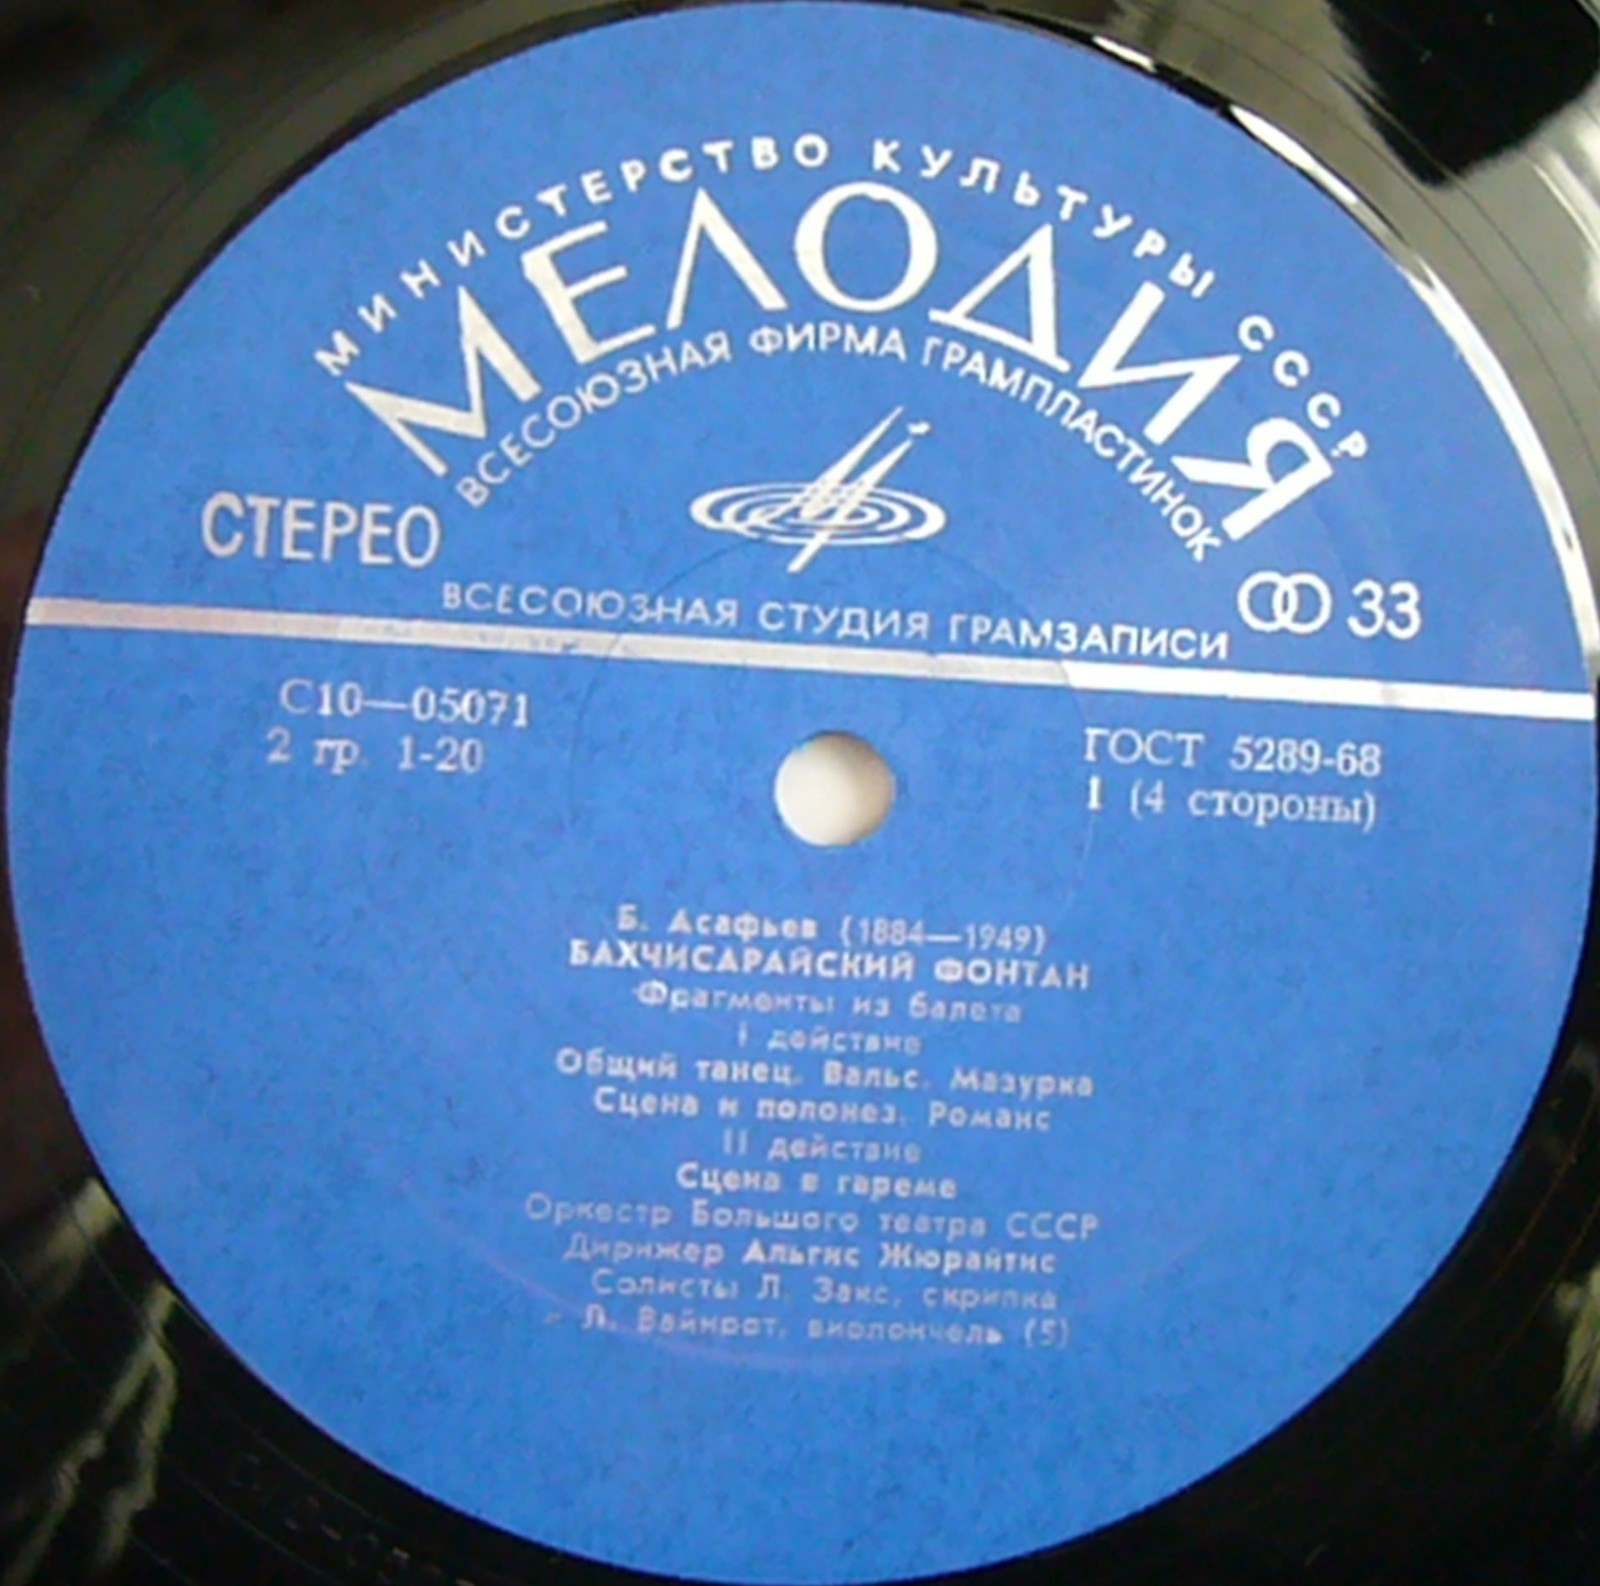 МИНИСТЕРСТВО КУЛЬТУРЫ СССР
МЕЛОДИЯ
ВСЕСОЮЗНАЯ ФИРМА ГРАМПЛАСТИНОК
СТЕРЕО
33
ВСЕСОЮЗНАЯ СТУДИЯ ГРАМЗАПИСИ
С10—05071
2 гр. 1-20
ГОСТ 5289-68
1 (4 стороны)
Б. Асафьев (1884—1949)
БАХЧИСАРАЙСКИЙ ФОНТАН
Фрагменты из балета
I действие
Общий танец. Вальс. Мазурка
Сцена и полонез. Романс
II действие
Сцена в гареме
Оркестр Большого театра СССР
Дирижер Альгис Жюрайтис
Солисты Л. Закс, скрипка
Л. Вайнрот, виолончель (5)